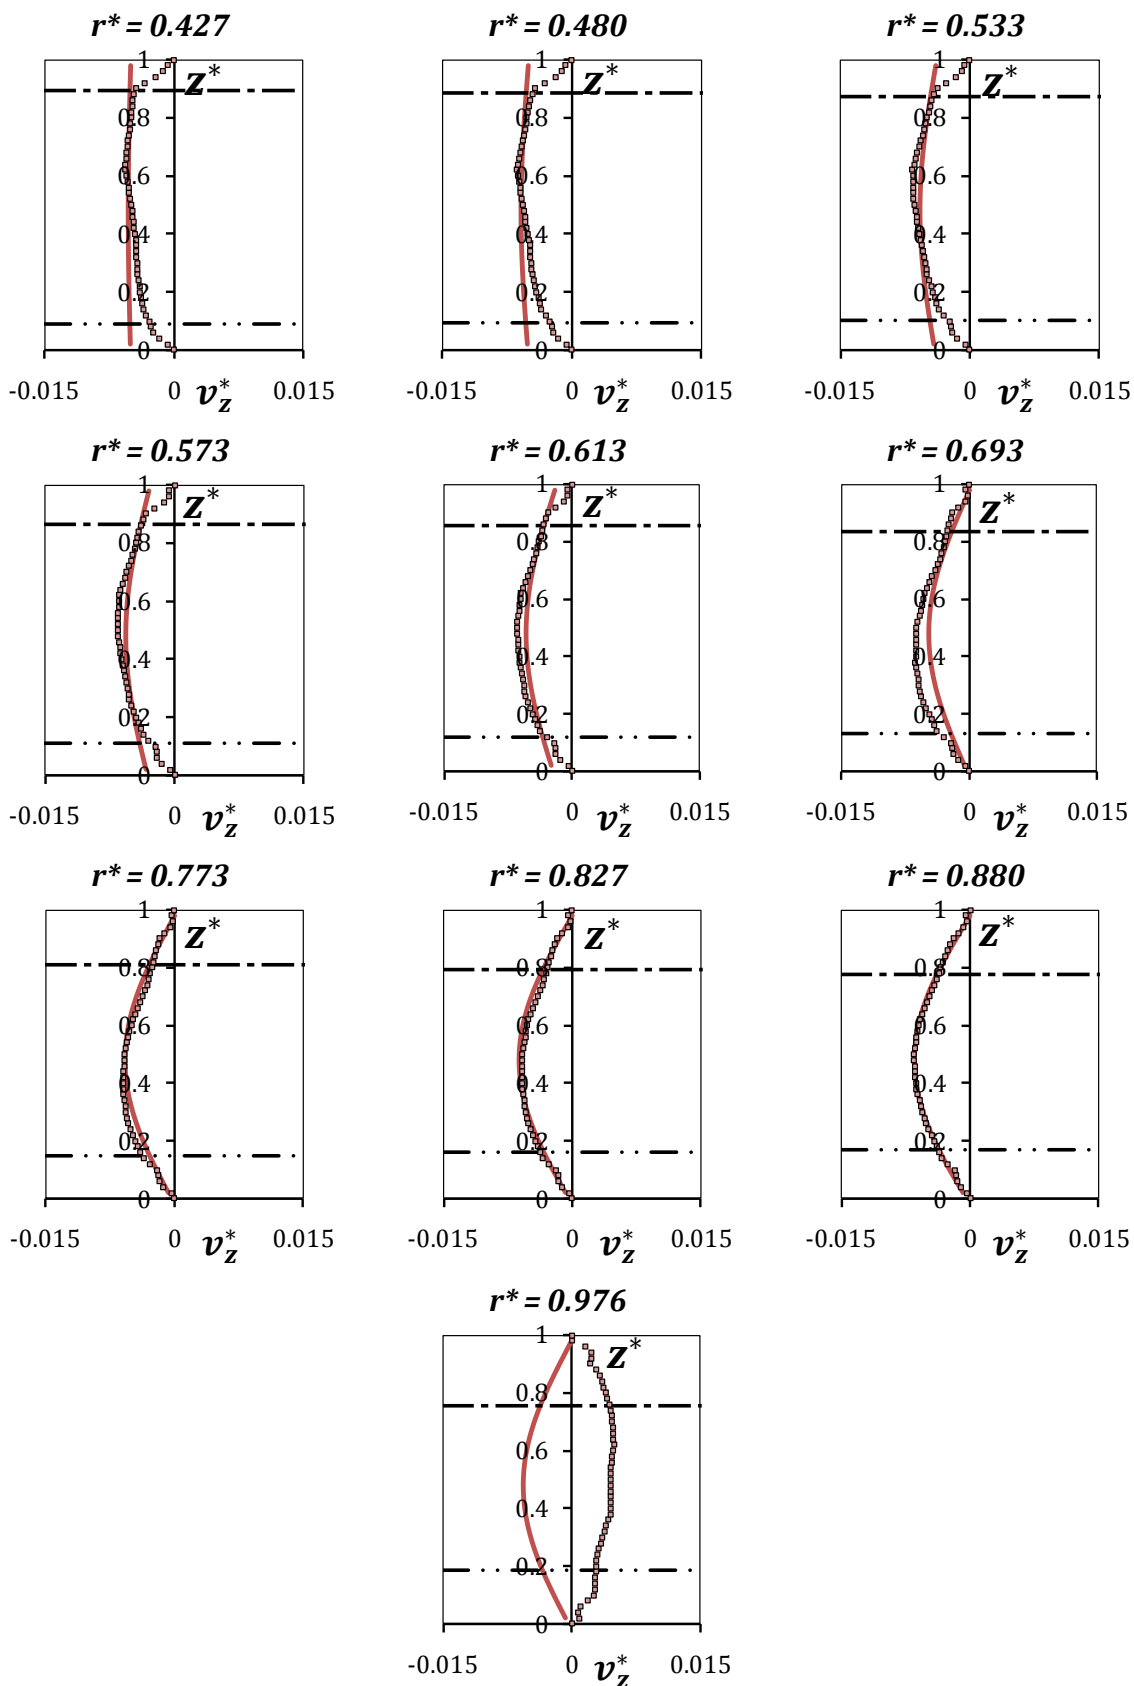 r* = 0.427 r* = 0.480 r* = 0.533
1 1 1
z* z* z*
0.8 0.8 0.8
0.6 0.6 0.6
0.4 0.4 0.4
0.2 0.2 0.2
0 0 0
-0.015 0 v*z 0.015 -0.015 0 v*z 0.015 -0.015 0 v*z 0.015
r* = 0.573 r* = 0.613 r* = 0.693
1 1 1
z* z* z*
0.8 0.8 0.8
0.6 0.6 0.6
0.4 0.4 0.4
0.2 0.2 0.2
0 0 0
-0.015 0 v*z 0.015 -0.015 0 v*z 0.015 -0.015 0 v*z 0.015
r* = 0.773 r* = 0.827 r* = 0.880
1 1 1
z* z* z*
0.8 0.8 0.8
0.6 0.6 0.6
0.4 0.4 0.4
0.2 0.2 0.2
0 0 0
-0.015 0 v*z 0.015 -0.015 0 v*z 0.015 -0.015 0 v*z 0.015
r* = 0.976
1
z*
0.8
0.6
0.4
0.2
0
-0.015 0 v*z 0.015